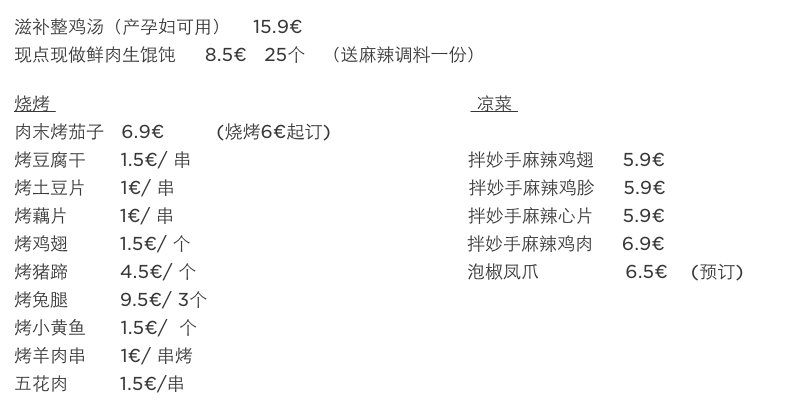 滋补整鸡汤（产孕妇可用） 15.9€
现点现做鲜肉生馄饨 8.5€ 25个 （送麻辣调料一份）
烧烤
肉末烤茄子 6.9€ (烧烤6€起订)
烤豆腐干 1.5€/ 串
烤土豆片 1€/ 串
烤藕片 1€/ 串
烤鸡翅 1.5€/ 个
烤猪蹄 4.5€/ 个
烤兔腿 9.5€/ 3个
烤小黄鱼 1.5€/ 个
烤羊肉串 1€/ 串烤
五花肉 1.5€/串
凉菜
拌妙手麻辣鸡翅 5.9€
拌妙手麻辣鸡胗 5.9€
拌妙手麻辣心片 5.9€
拌妙手麻辣鸡肉 6.9€
泡椒凤爪 6.5€ (预订)